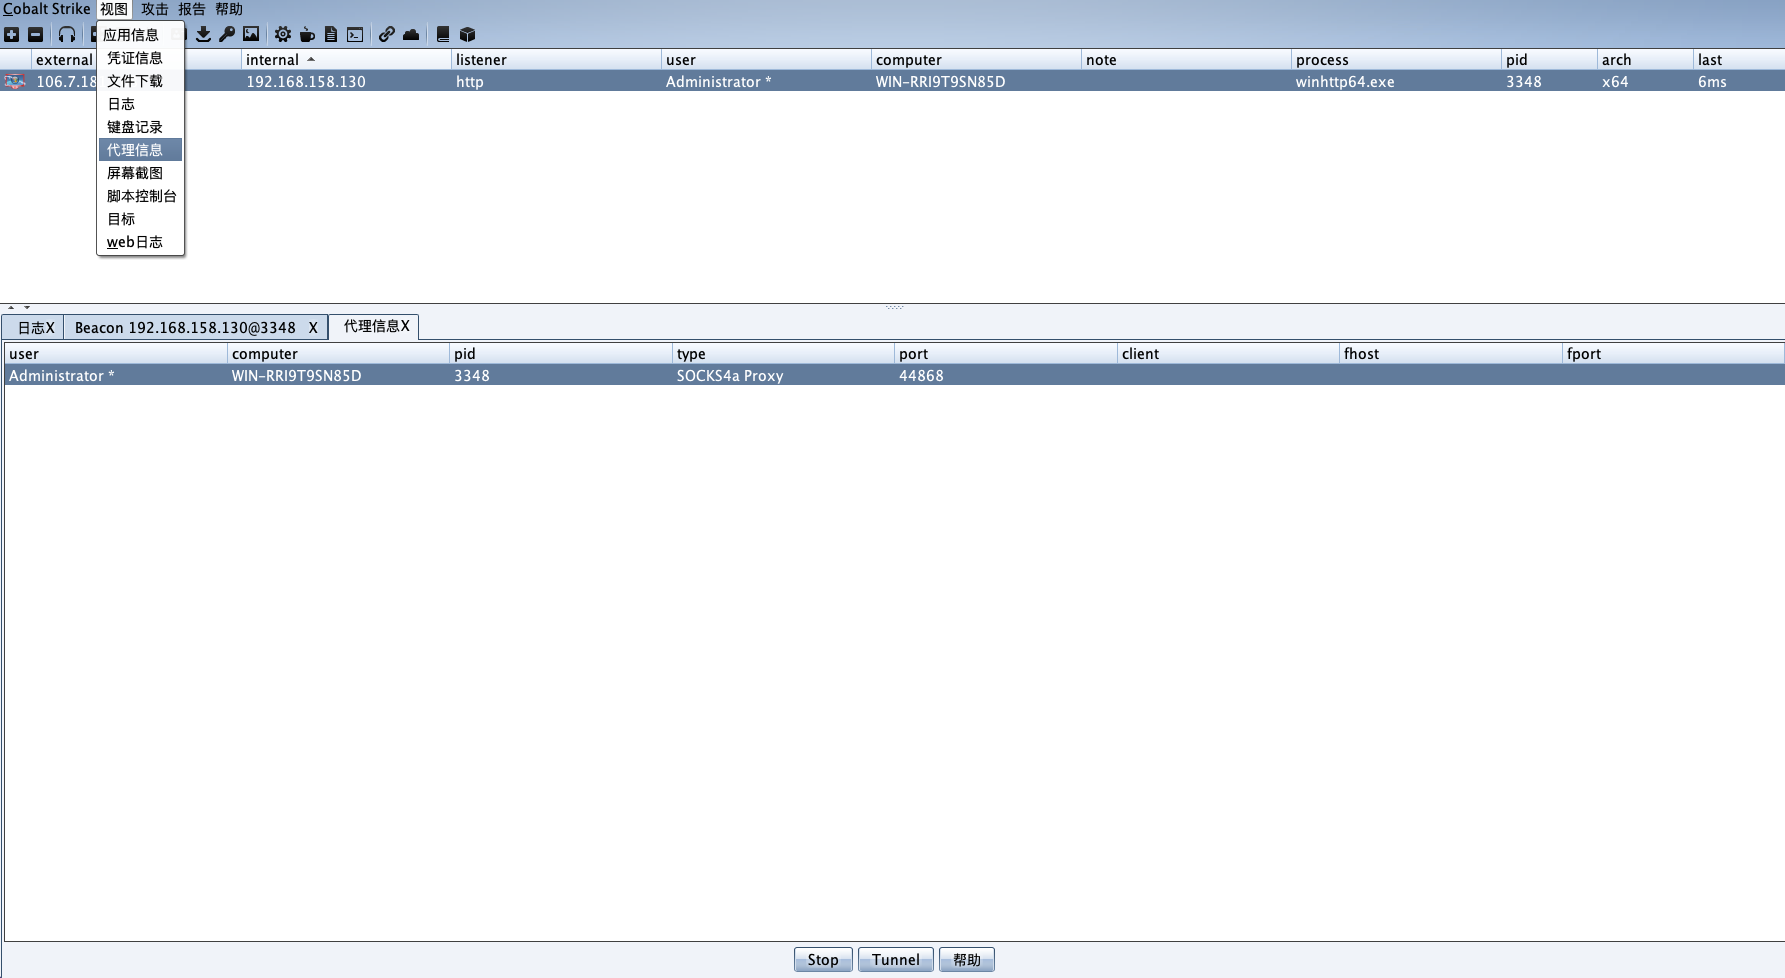 Cobalt Strike 视图 攻击 报告 帮助
应用信息
凭证信息
文件下载
日志
键盘记录
代理信息
屏幕截图
脚本控制台
目标
web日志
external internal listener user computer note process pid arch last
106.7.18 192.168.158.130 http Administrator * WIN-RRI9T9SN85D winhttp64.exe 3348 x64 6ms
日志X Beacon 192.168.158.130@3348 X 代理信息X
user computer pid type port client fhost fport
Administrator * WIN-RRI9T9SN85D 3348 SOCKS4a Proxy 44868
Stop Tunnel 帮助